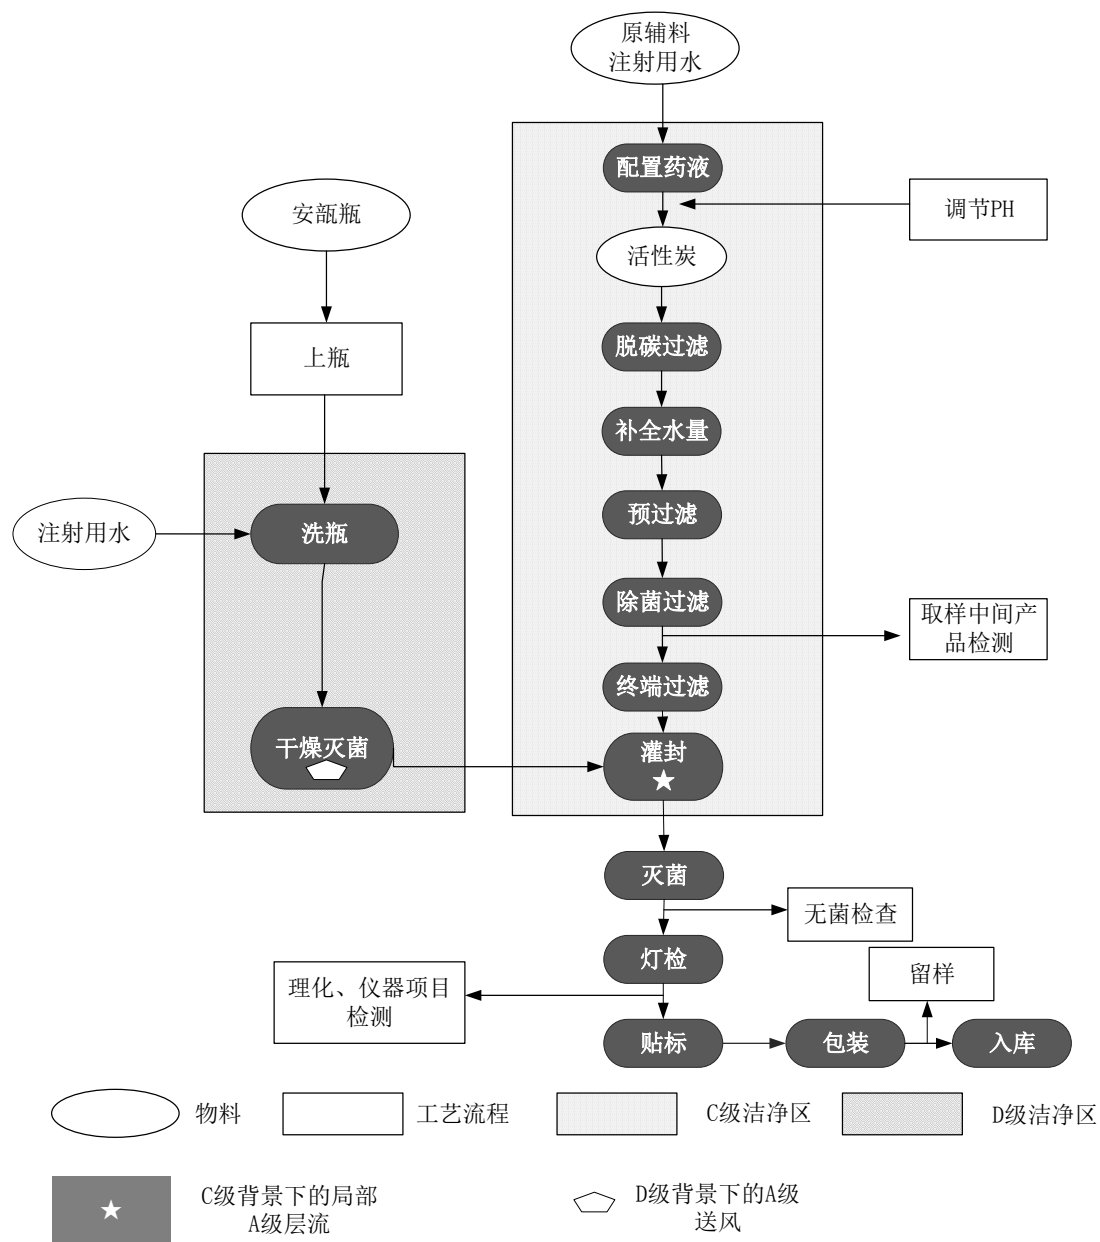 原辅料
注射用水
配置药液
调节PH
活性炭
安瓿瓶
上瓶
脱碳过滤
补全水量
预过滤
注射用水
洗瓶
除菌过滤
取样中间产
品检测
终端过滤
干燥灭菌
灌封
灭菌
无菌检查
灯检
理化、仪器项目
检测
留样
贴标
包装
入库
物料
工艺流程
C级洁净区
D级洁净区
C级背景下的局部
A级层流
D级背景下的A级
送风